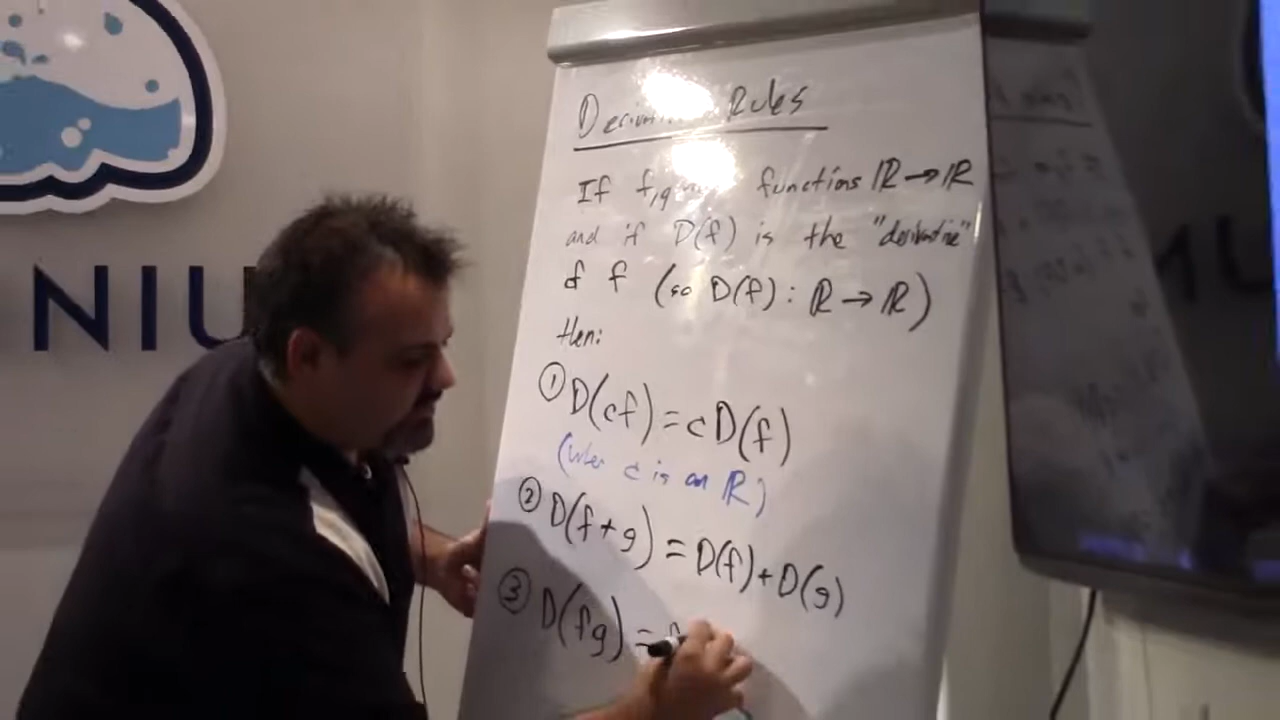 NIU
Rules
If f,g functions ℝ→ℝ
and if D(f) is the "derivative"
of f (so D(f): ℝ→ℝ)
then:
① D(cf)=cD(f)
(when c is an ℝ)
② D(f+g)=D(f)+D(g)
③ D(fg)=f